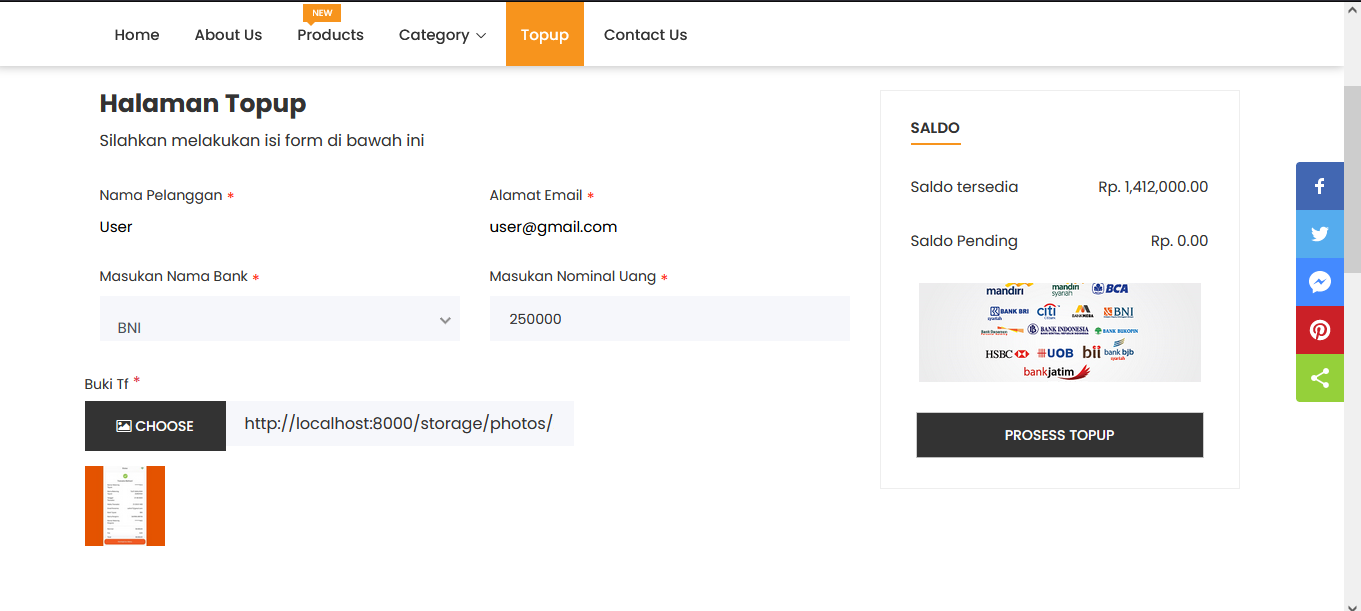 NEW
Home About Us Products Category Topup Contact Us
Halaman Topup
Silahkan melakukan isi form di bawah ini
Nama Pelanggan *
Alamat Email *
User
user@gmail.com
Masukan Nama Bank *
Masukan Nominal Uang *
BNI
250000
Buki Tf *
CHOOSE
http://localhost:8000/storage/photos/
SALDO
Saldo tersedia Rp. 1,412,000.00
Saldo Pending Rp. 0.00
mandiri mandiri syariah BCA
BANK BRI syariah citi BNI
BANK INDONESIA BANK BUKOPIN
HSBC UOB bii bank bjb syariah
bankjatim
PROSESS TOPUP